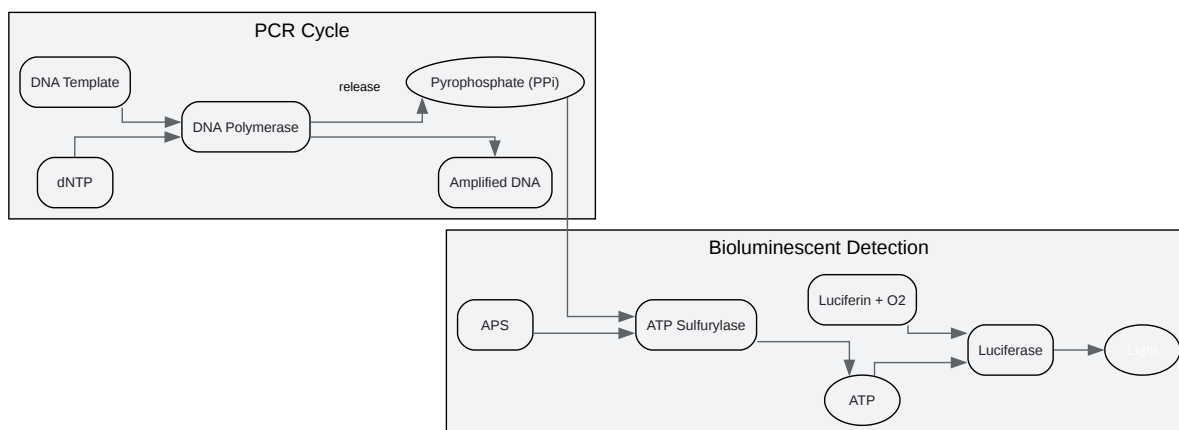 PCR Cycle
DNA Template
release
Pyrophosphate (PPi)
DNA Polymerase
dNTP
Amplified DNA
Bioluminescent Detection
Luciferin + O2
APS
ATP Sulfurylase
Luciferase
Light
ATP